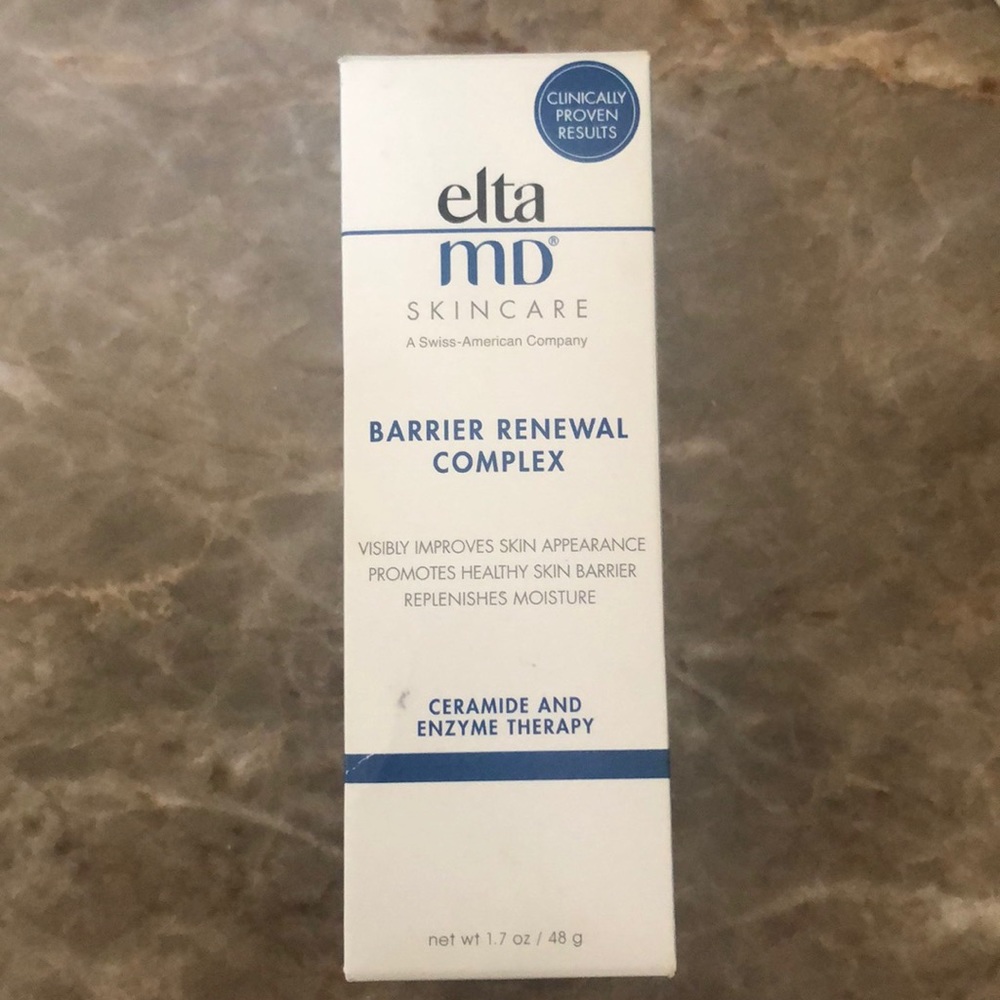 CLINICALLY
PROVEN
RESULTS
elta
MD®
SKINCARE
A Swiss-American Company
BARRIER RENEWAL
COMPLEX
VISIBLY IMPROVES SKIN APPEARANCE
PROMOTES HEALTHY SKIN BARRIER
REPLENISHES MOISTURE
CERAMIDE AND
ENZYME THERAPY
net wt 1.7 oz / 48 g